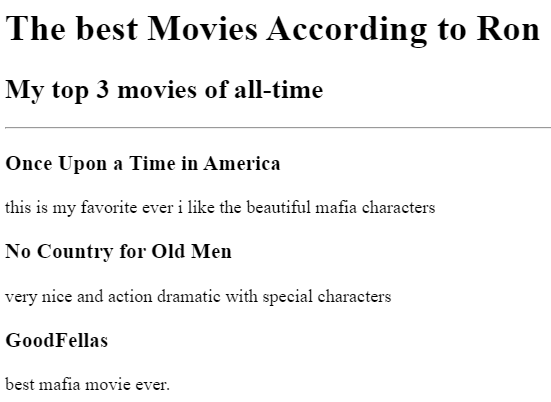 The best Movies According to Ron
My top 3 movies of all-time
Once Upon a Time in America
this is my favorite ever i like the beautiful mafia characters
No Country for Old Men
very nice and action dramatic with special characters
GoodFellas
best mafia movie ever.